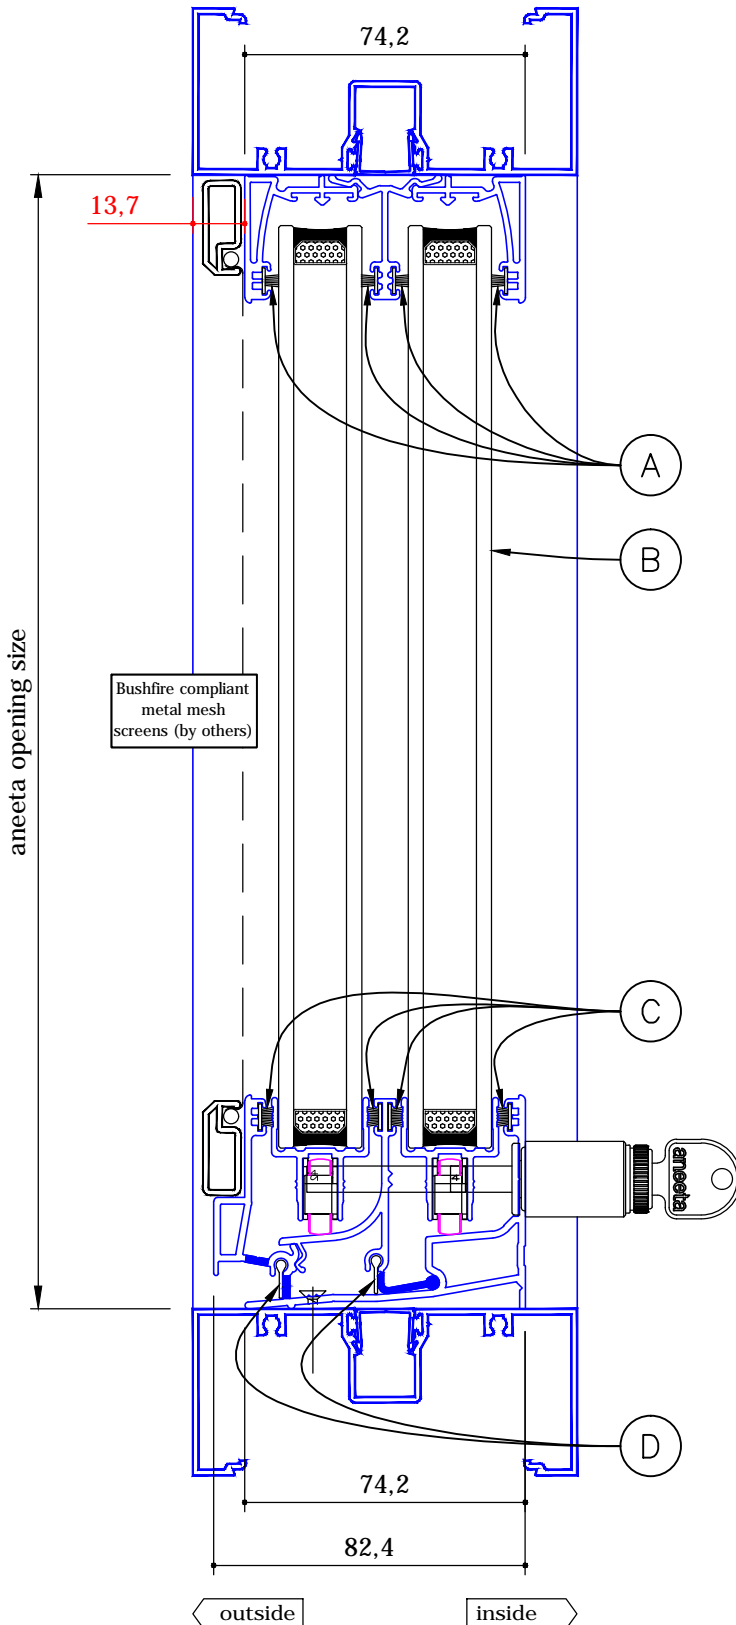 74,2
13,7
A
B
aneeta opening size
Bushfire compliant
metal mesh
screens (by others)
C
aneeta
D
74,2
82,4
outside
inside